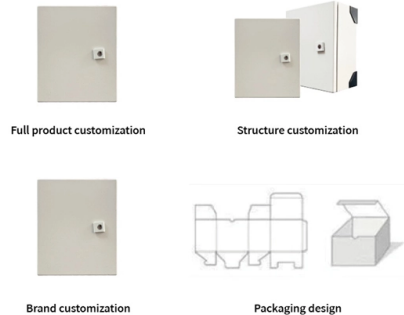 Full product customization
Structure customization
Brand customization
Packaging design